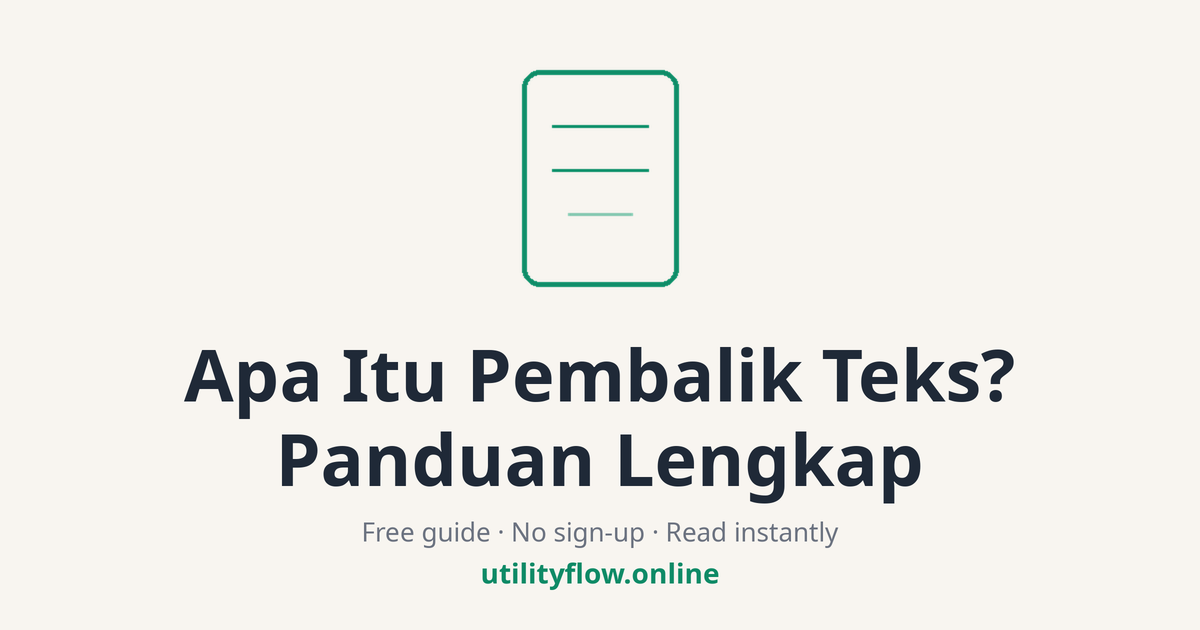 Apa Itu Pembalik Teks?
Panduan Lengkap
Free guide · No sign-up · Read instantly
utilityflow.online